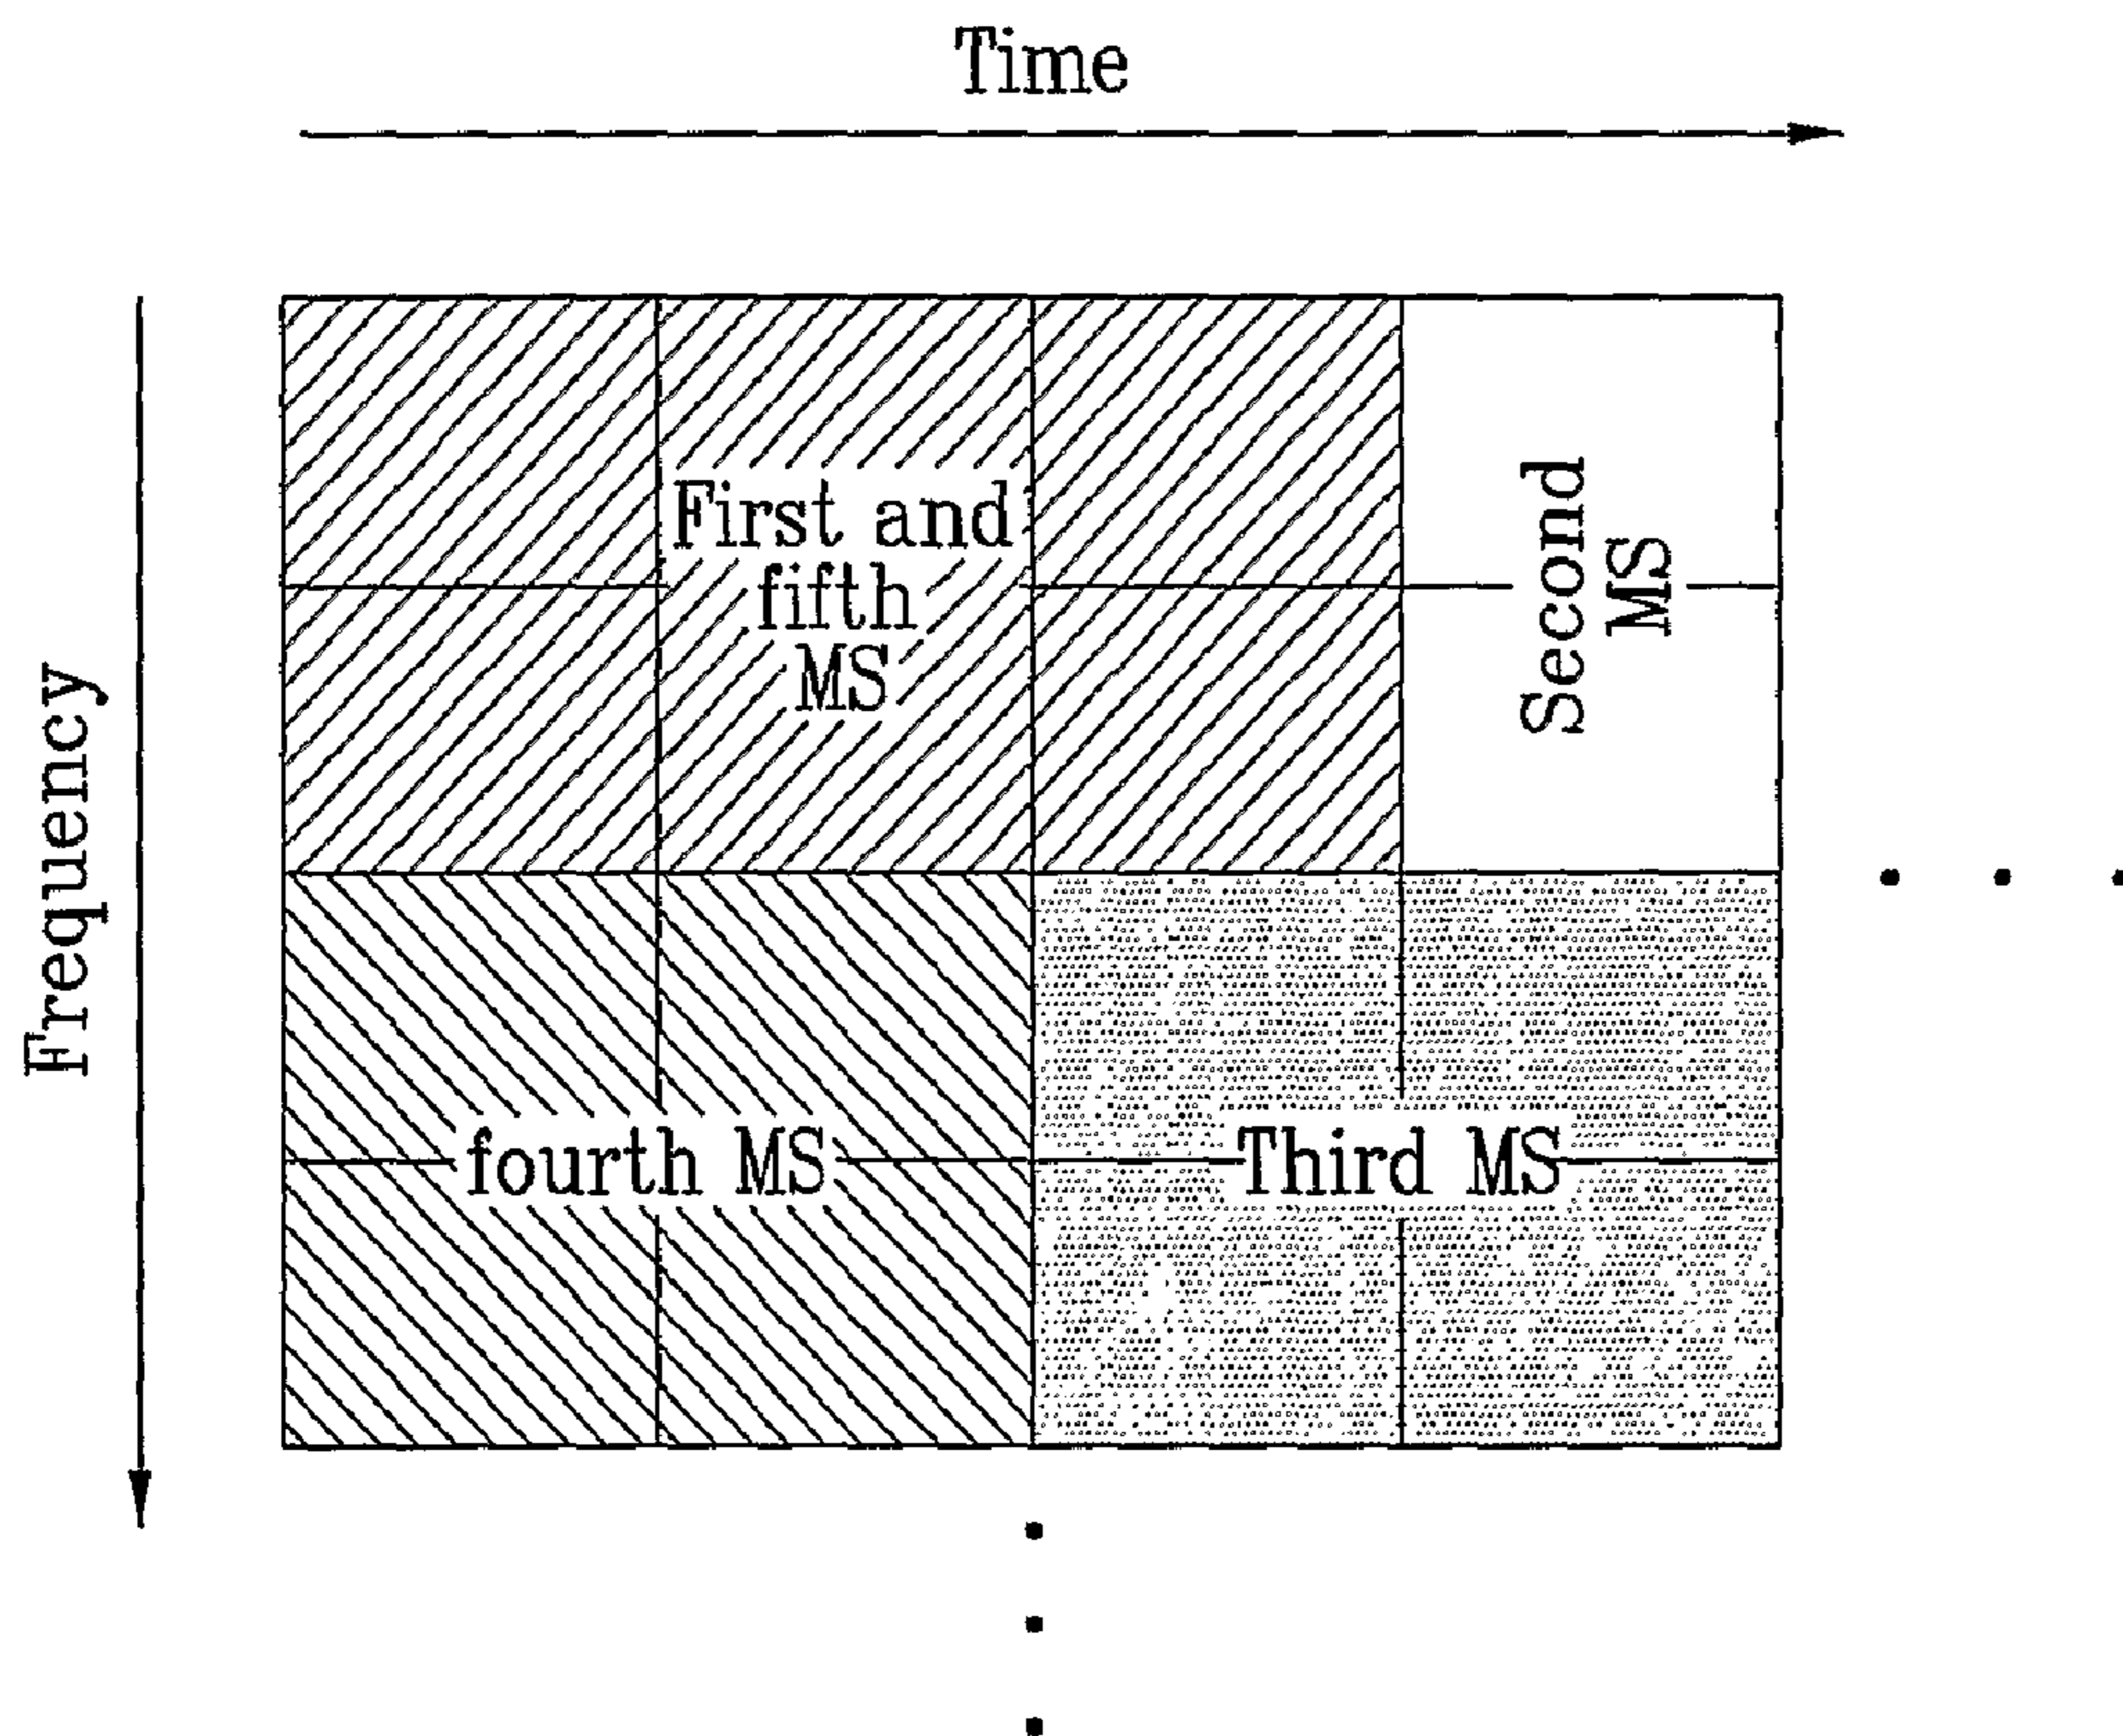 Time
Frequency
First and
fifth
MS
Second
MS
fourth MS
Third MS